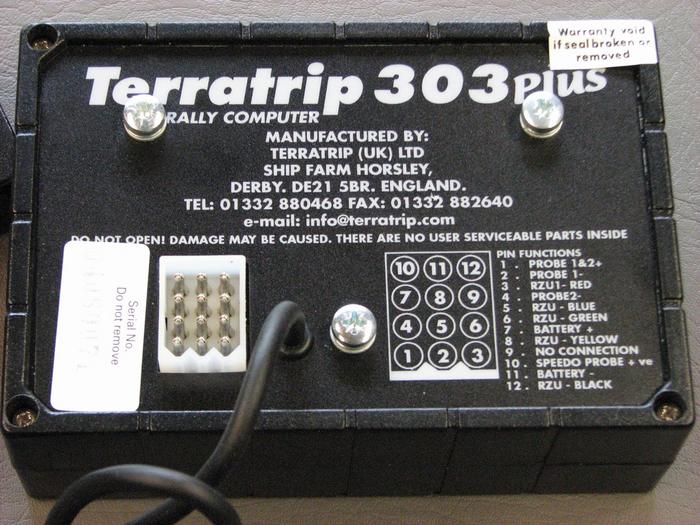 Warranty void
if seal broken or
removed
Terratrip 303 plus
RALLY COMPUTER
MANUFACTURED BY:
TERRATRIP (UK) LTD
SHIP FARM HORSLEY,
DERBY. DE21 5BR. ENGLAND.
TEL: 01332 880468 FAX: 01332 882640
e-mail: info@terratrip.com
DO NOT OPEN! DAMAGE MAY BE CAUSED. THERE ARE NO USER SERVICEABLE PARTS INSIDE
Serial No.
Do not remove
10 11 12
7 8 9
4 5 6
1 2 3
PIN FUNCTIONS
1 . PROBE 1&2+
2 . PROBE 1-
3 . RZU1- RED
4 . PROBE2-
5 . RZU - BLUE
6 . RZU - GREEN
7 . BATTERY +
8 . RZU - YELLOW
9 . NO CONNECTION
10 . SPEEDO PROBE + ve
11 . BATTERY -
12 . RZU - BLACK